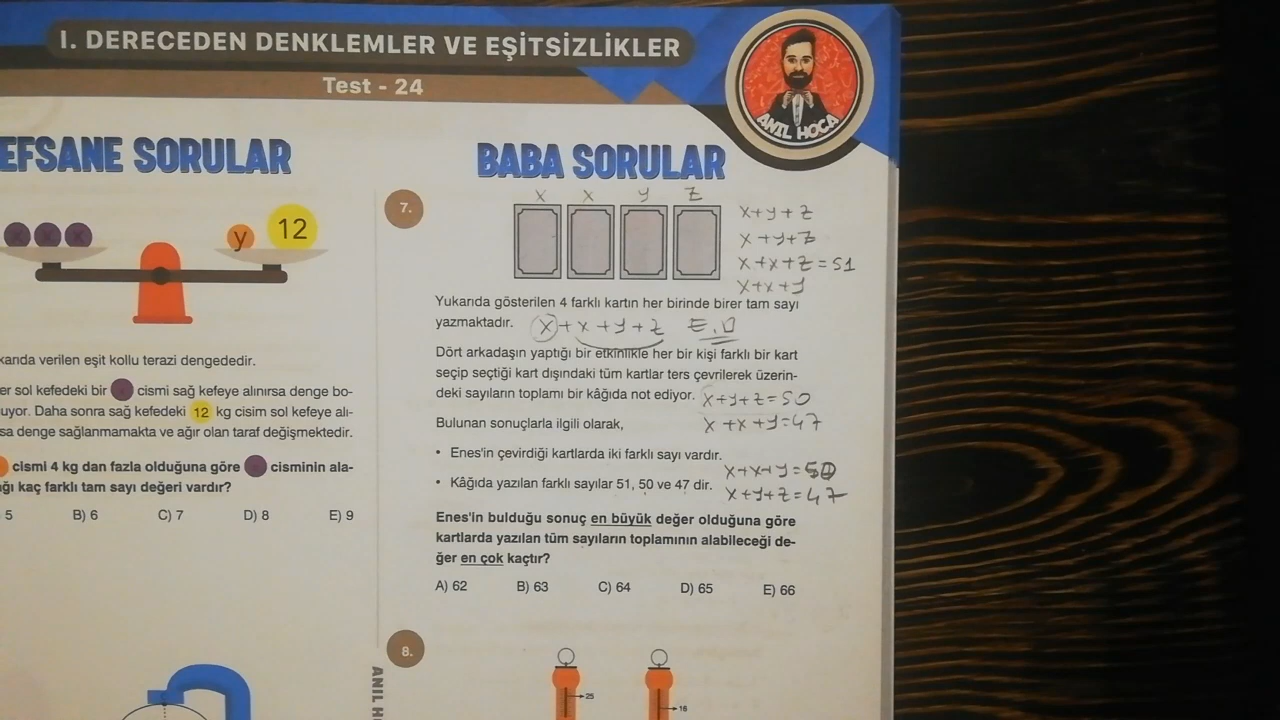 I. DERECEDEN DENKLEMLER VE EŞİTSİZLİKLER
Test - 24
ANIL HOCA
EFSANE SORULAR
x x x y 12
karıda verilen eşit kollu terazi dengededir.
er sol kefedeki bir cismi sağ kefeye alınırsa denge bo-
uyor. Daha sonra sağ kefedeki 12 kg cisim sol kefeye alı-
sa denge sağlanmamakta ve ağır olan taraf değişmektedir.
cismi 4 kg dan fazla olduğuna göre cisminin ala-
ğı kaç farklı tam sayı değeri vardır?
5 B) 6 C) 7 D) 8 E) 9
BABA SORULAR
7.
x x y z
x+y+z
x+y+z
x+x+z=51
x+x+y
Yukarıda gösterilen 4 farklı kartın her birinde birer tam sayı
yazmaktadır. x+x+y+z E.D
Dört arkadaşın yaptığı bir etkinlikte her bir kişi farklı bir kart
seçip seçtiği kart dışındaki tüm kartlar ters çevrilerek üzerin-
deki sayıların toplamı bir kâğıda not ediyor. x+y+z=50
Bulunan sonuçlarla ilgili olarak, x+x+y=47
• Enes'in çevirdiği kartlarda iki farklı sayı vardır.
x+x+y=50
• Kâğıda yazılan farklı sayılar 51, 50 ve 47 dir.
x+y+z=47
Enes'in bulduğu sonuç en büyük değer olduğuna göre
kartlarda yazılan tüm sayıların toplamının alabileceği de-
ğer en çok kaçtır?
A) 62 B) 63 C) 64 D) 65 E) 66
8.
25
16
ANIL H